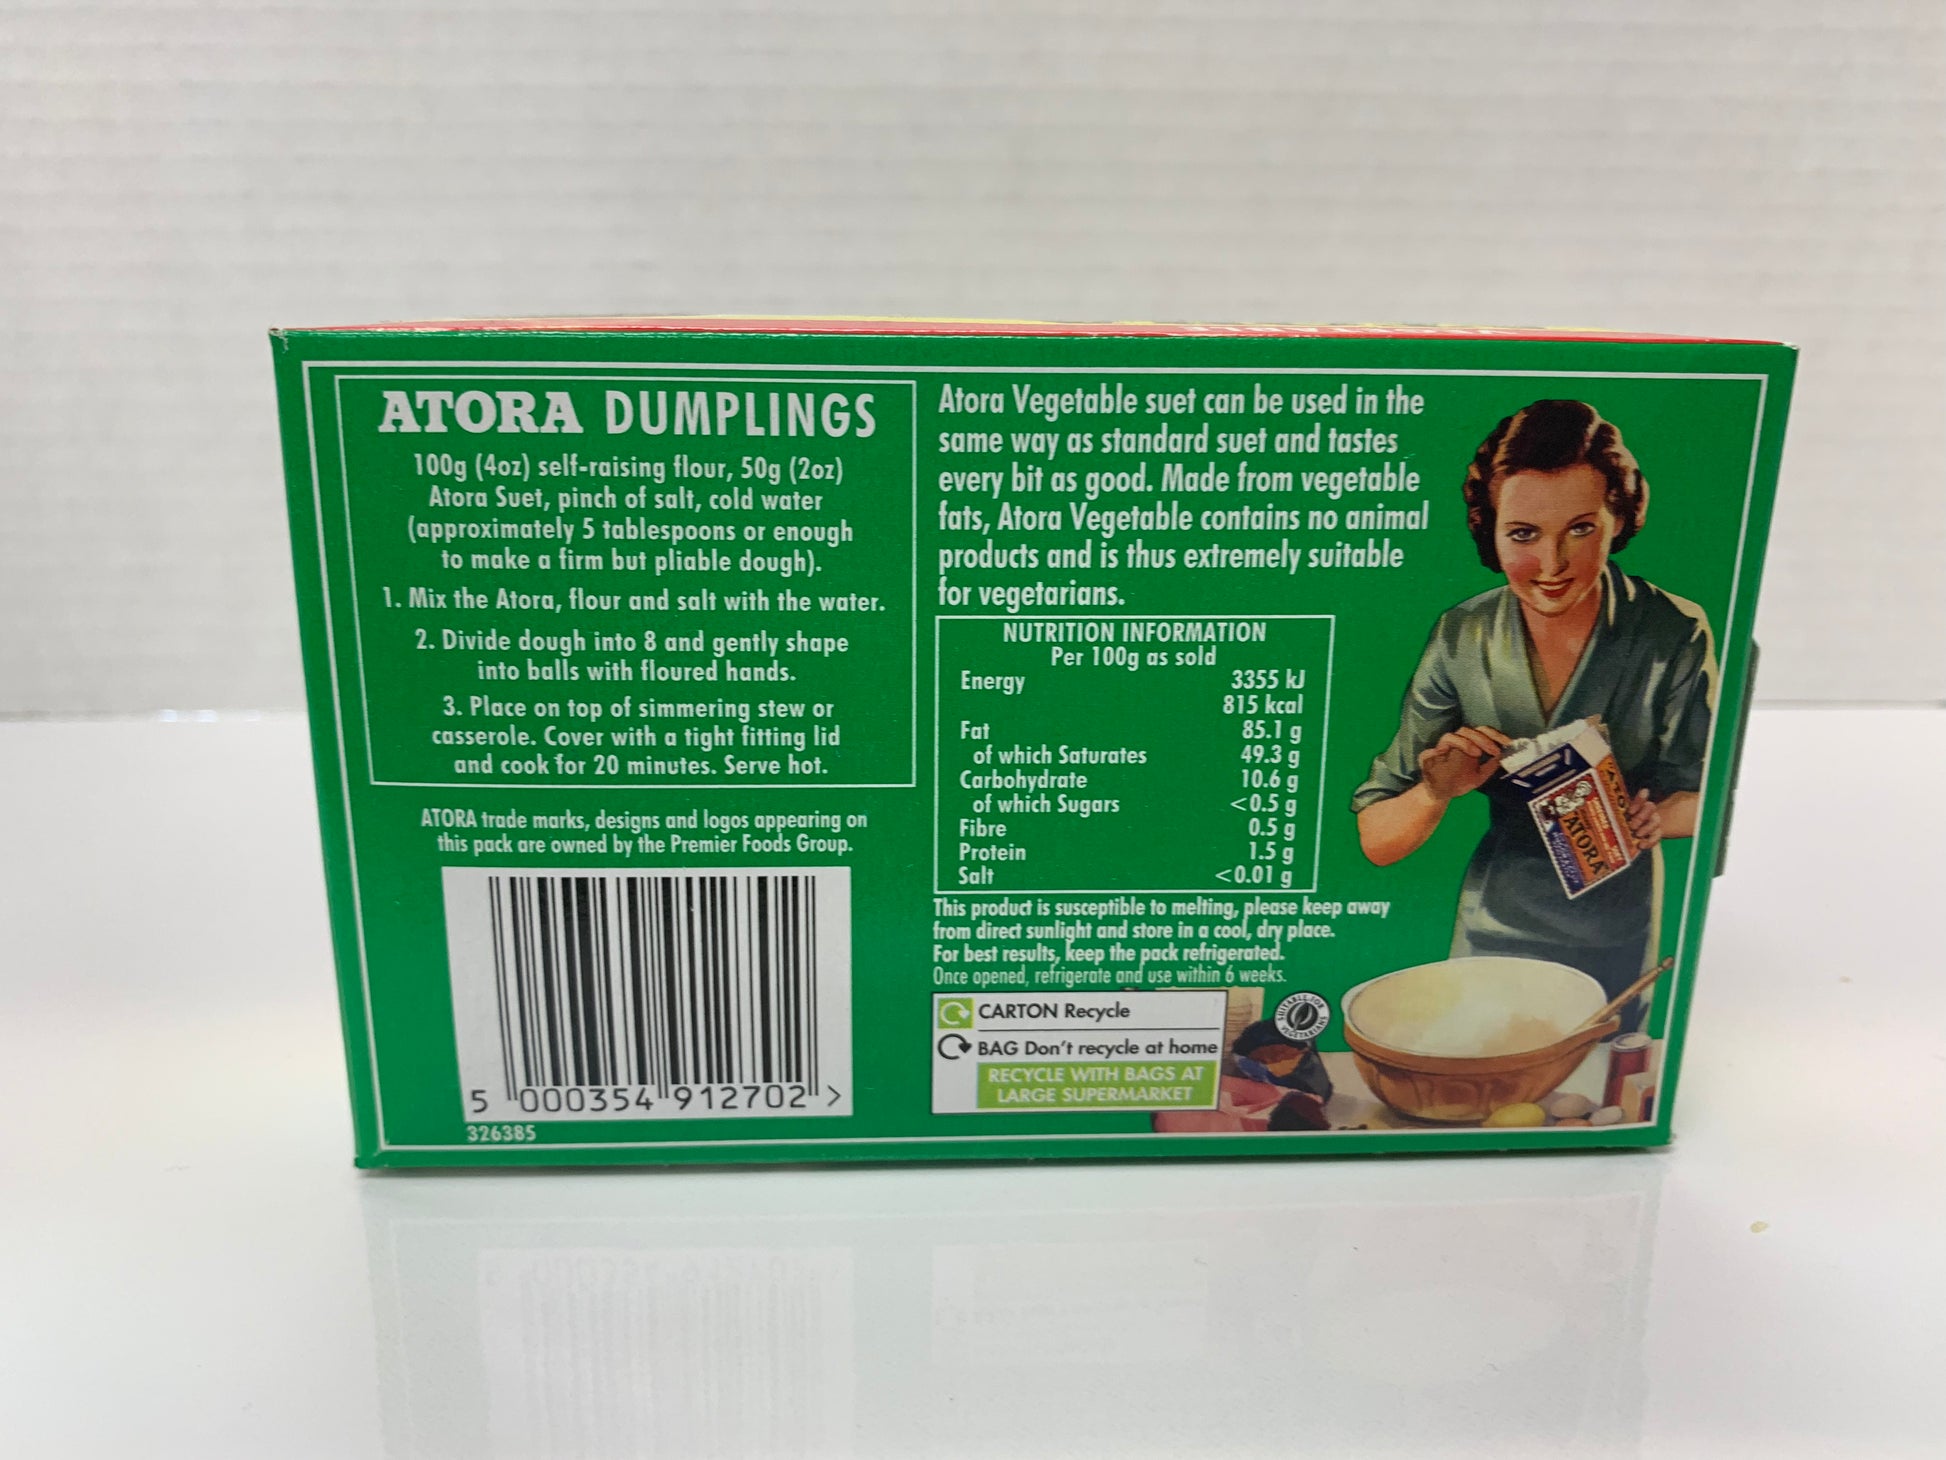 ATORA DUMPLINGS
100g (4oz) self-raising flour, 50g (2oz)
Atora Suet, pinch of salt, cold water
(approximately 5 tablespoons or enough
to make a firm but pliable dough).
1. Mix the Atora, flour and salt with the water.
2. Divide dough into 8 and gently shape
into balls with floured hands.
3. Place on top of simmering stew or
casserole. Cover with a tight fitting lid
and cook for 20 minutes. Serve hot.
ATORA trade marks, designs and logos appearing on
this pack are owned by the Premier Foods Group.
5 000354 912702 >
326385
Atora Vegetable suet can be used in the
same way as standard suet and tastes
every bit as good. Made from vegetable
fats, Atora Vegetable contains no animal
products and is thus extremely suitable
for vegetarians.
NUTRITION INFORMATION
Per 100g as sold
Energy 3355 kJ
815 kcal
Fat 85.1 g
of which Saturates 49.3 g
Carbohydrate 10.6 g
of which Sugars <0.5 g
Fibre 0.5 g
Protein 1.5 g
Salt <0.01 g
This product is susceptible to melting, please keep away
from direct sunlight and store in a cool, dry place.
For best results, keep the pack refrigerated.
Once opened, refrigerate and use within 6 weeks.
CARTON Recycle
BAG Don't recycle at home
RECYCLE WITH BAGS AT
LARGE SUPERMARKET
SUITABLE FOR
VEGETARIANS
ATORA
ATORA